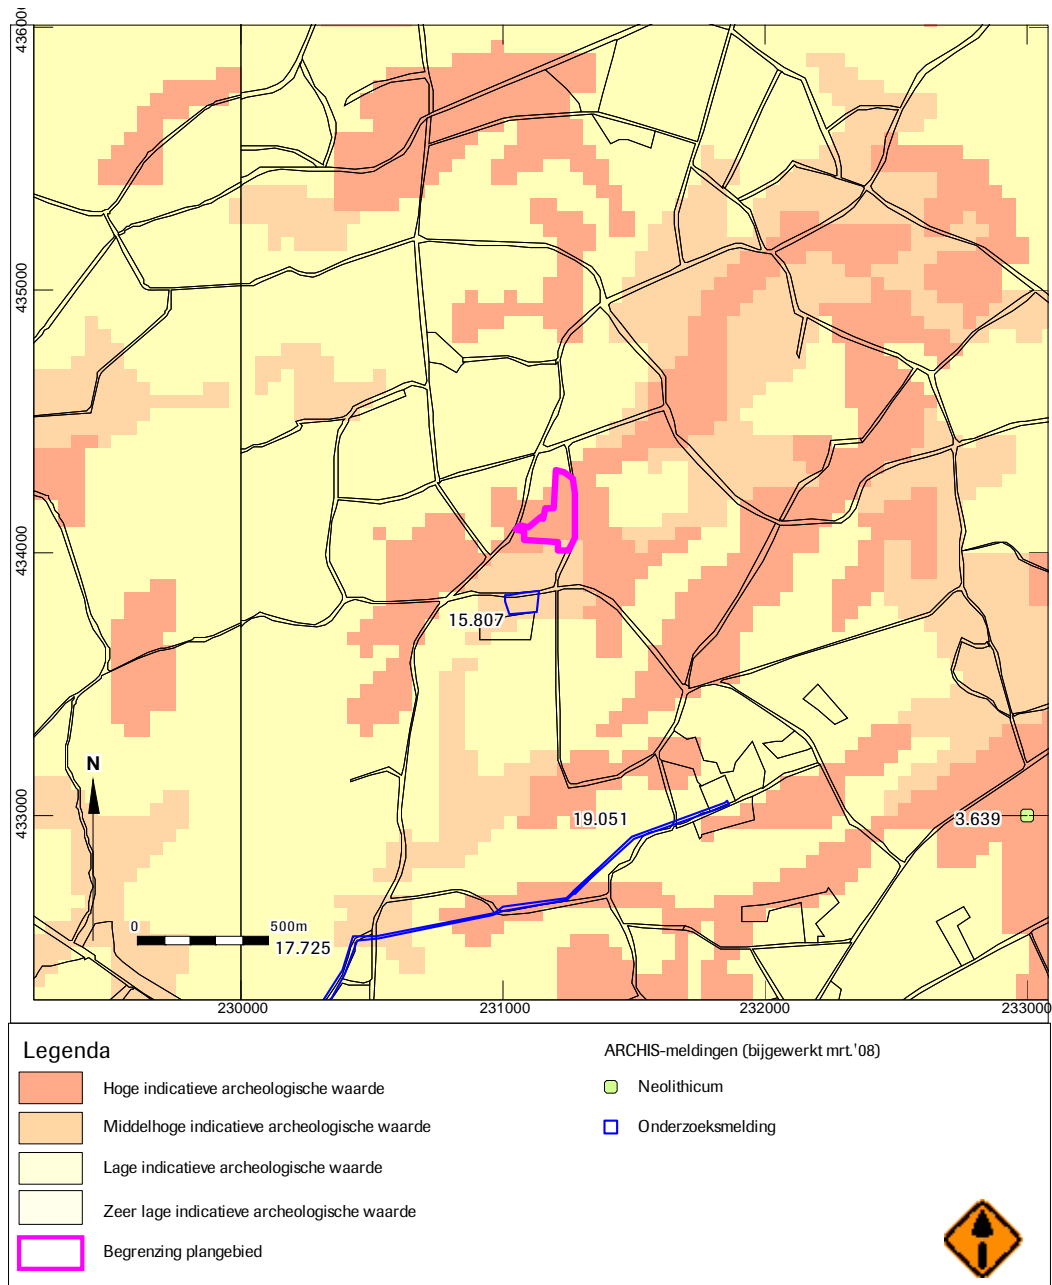 436000
435000
434000
433000
15.807
19.051
3.639
N
0 500m
17.725
230000 231000 232000 233000
Legenda
Hoge indicatieve archeologische waarde
Middelhoge indicatieve archeologische waarde
Lage indicatieve archeologische waarde
Zeer lage indicatieve archeologische waarde
Begrenzing plangebied
ARCHIS-meldingen (bijgewerkt mrt.'08)
Neolithicum
Onderzoeksmelding